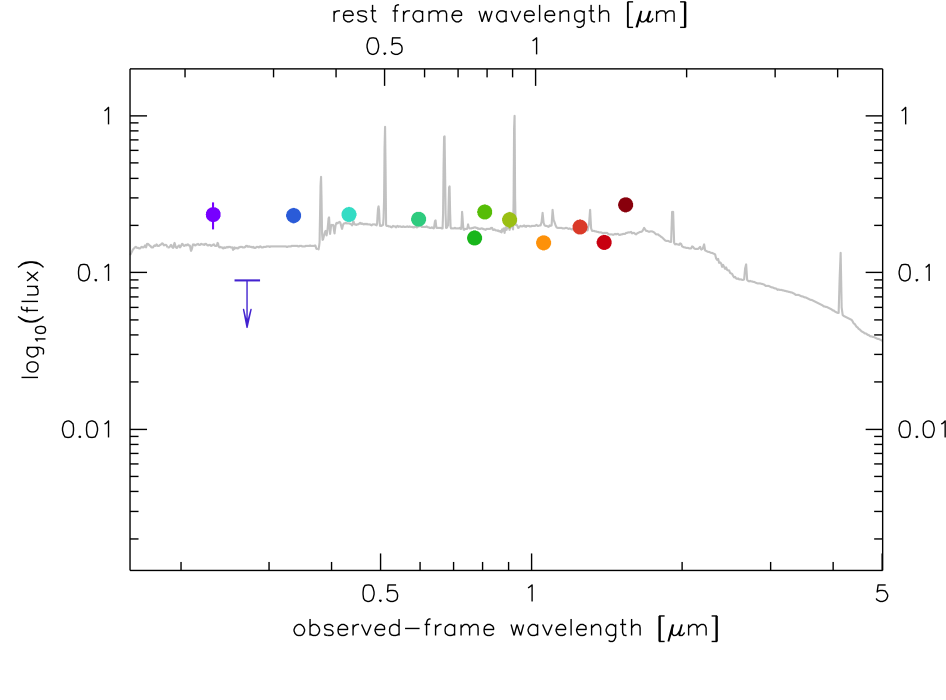 rest frame wavelength [μm]
0.5 1
1 1
0.1 0.1
0.01 0.01
log10(flux)
0.5 1 5
observed-frame wavelength [μm]